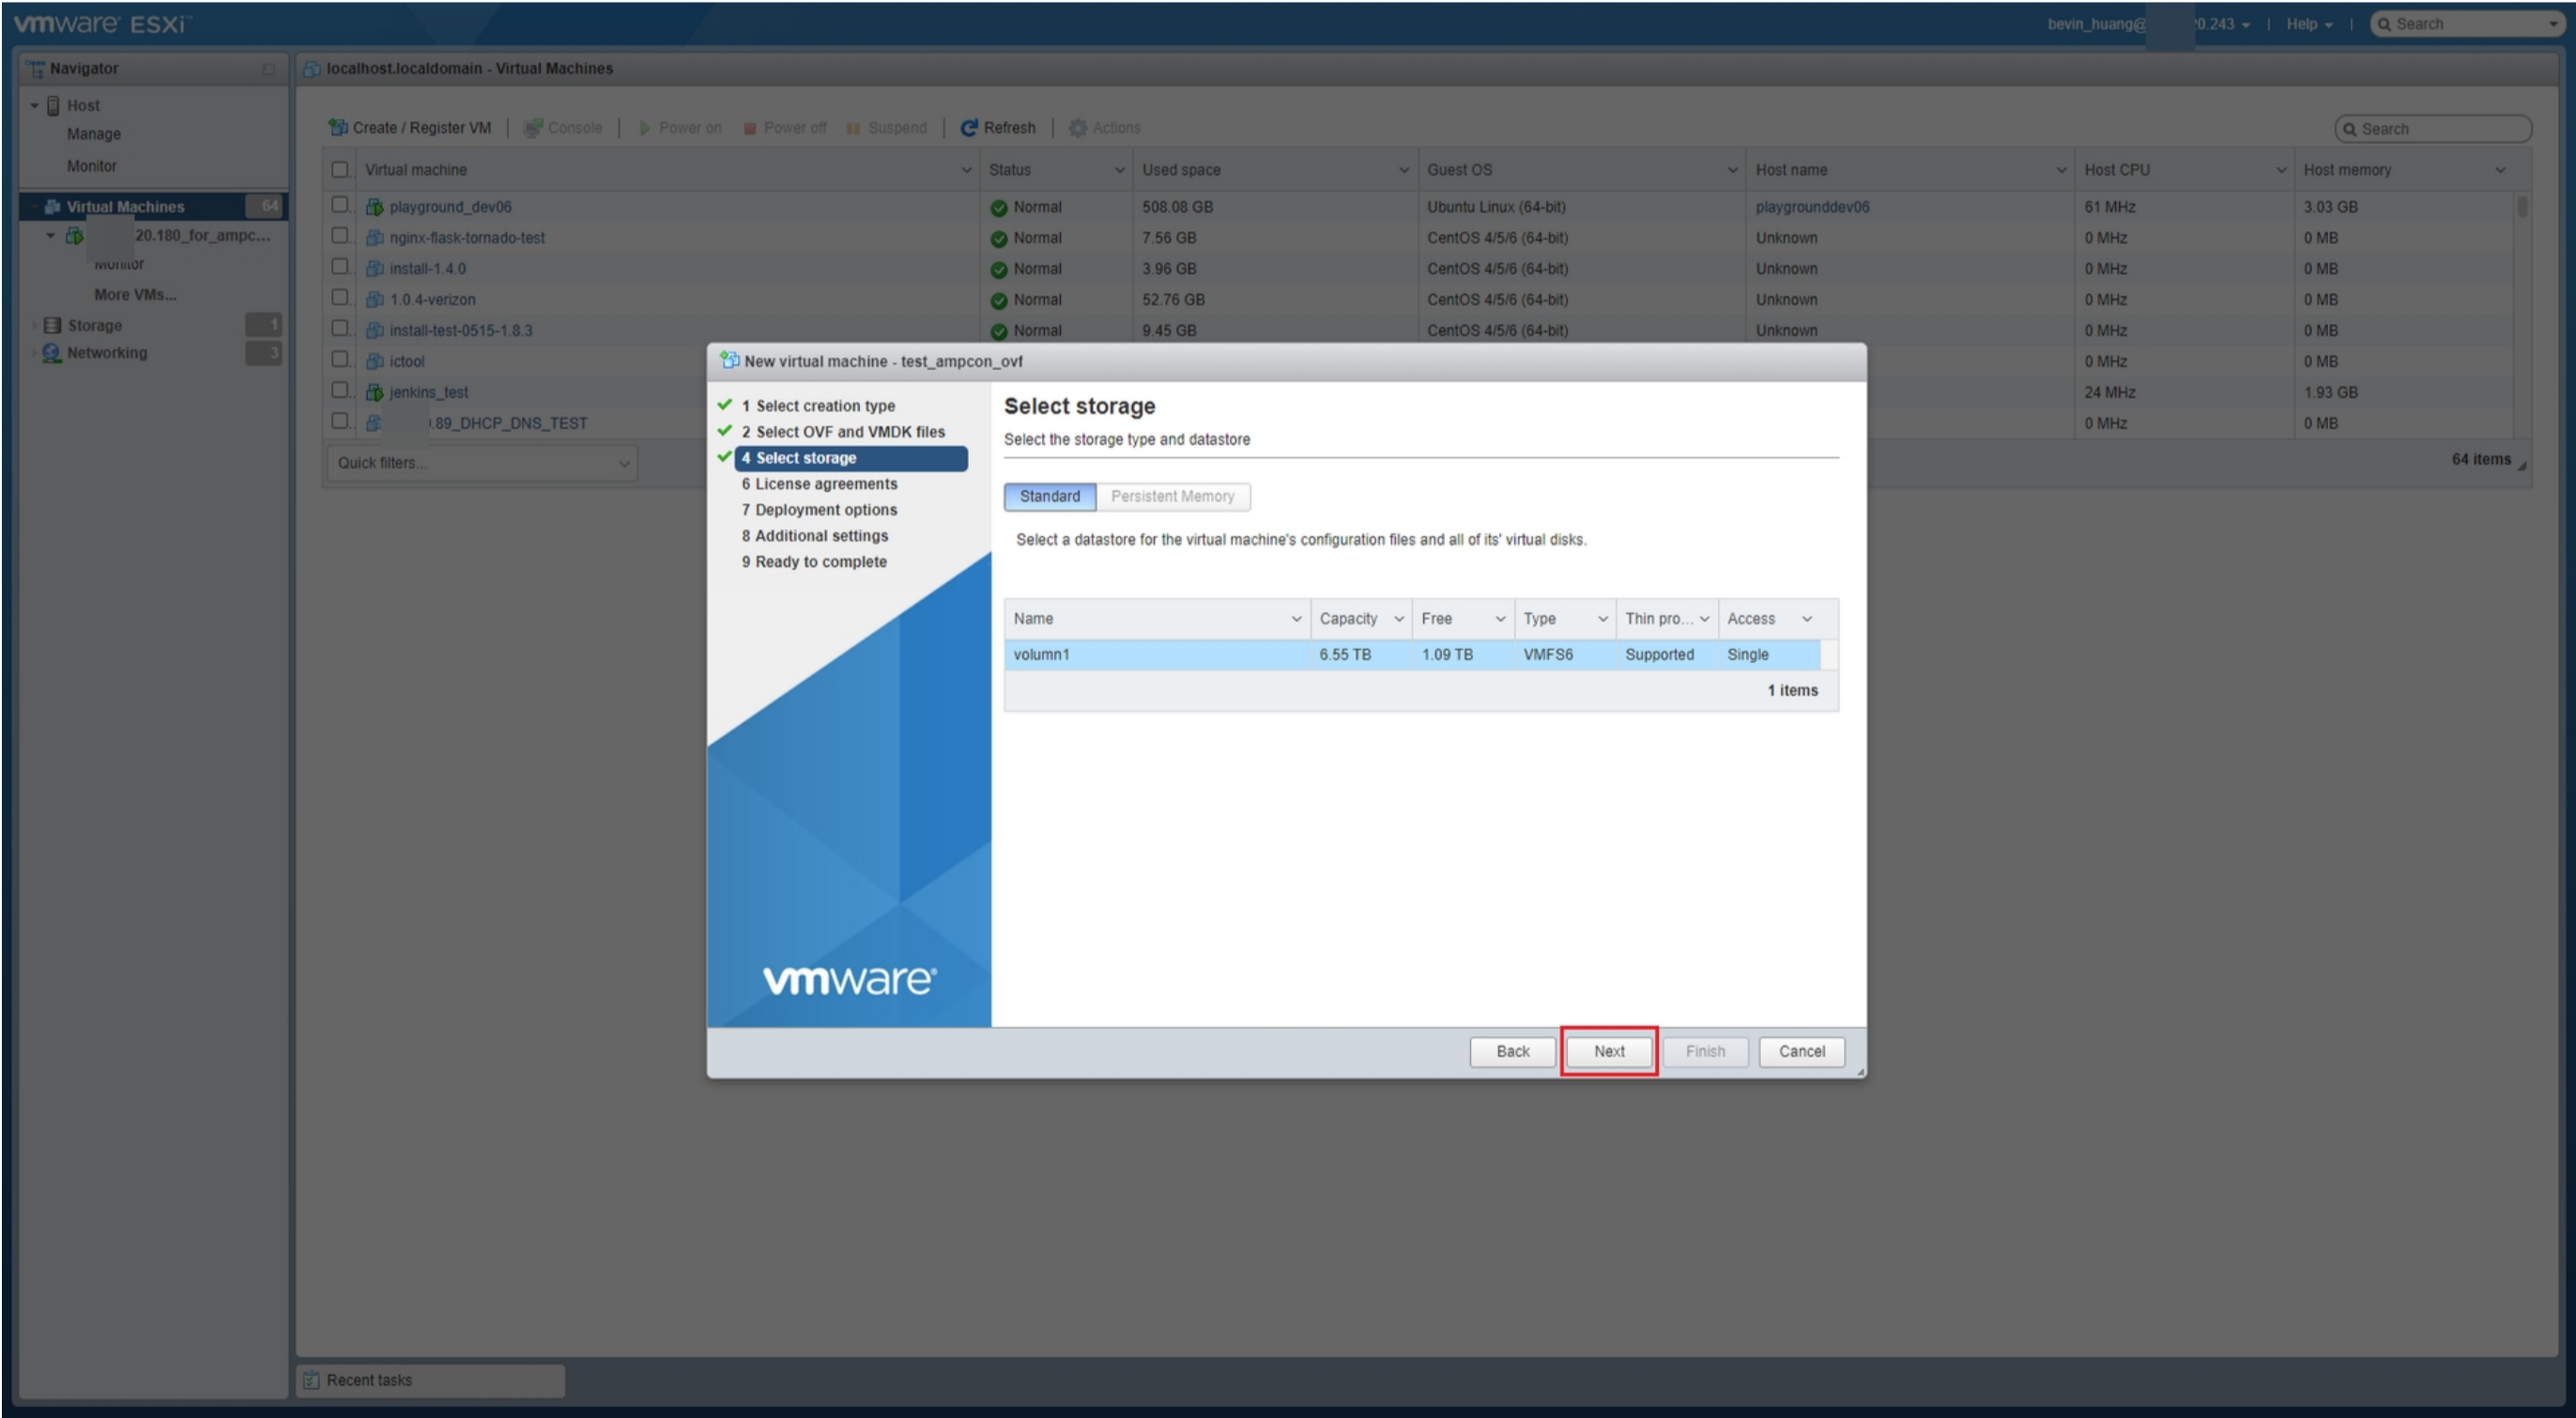 vmware ESXi™
bevin_huang@ 0.243 | Help | Search
Navigator
Host
Manage
Monitor
Virtual Machines 64
20.180_for_ampc...
Monitor
More VMs...
Storage 1
Networking 3
localhost.localdomain - Virtual Machines
Create / Register VM | Console | Power on Power off Suspend | Refresh | Actions
Search
Virtual machine Status Used space Guest OS Host name Host CPU Host memory
playground_dev06 Normal 508.08 GB Ubuntu Linux (64-bit) playgrounddev06 61 MHz 3.03 GB
nginx-flask-tornado-test Normal 7.56 GB CentOS 4/5/6 (64-bit) Unknown 0 MHz 0 MB
install-1.4.0 Normal 3.96 GB CentOS 4/5/6 (64-bit) Unknown 0 MHz 0 MB
1.0.4-verizon Normal 52.76 GB CentOS 4/5/6 (64-bit) Unknown 0 MHz 0 MB
install-test-0515-1.8.3 Normal 9.45 GB CentOS 4/5/6 (64-bit) Unknown 0 MHz 0 MB
ictool 0 MHz 0 MB
jenkins_test 24 MHz 1.93 GB
.89_DHCP_DNS_TEST 0 MHz 0 MB
Quick filters...
64 items
New virtual machine - test_ampcon_ovf
1 Select creation type
2 Select OVF and VMDK files
4 Select storage
6 License agreements
7 Deployment options
8 Additional settings
9 Ready to complete
vmware®
Select storage
Select the storage type and datastore
Standard Persistent Memory
Select a datastore for the virtual machine's configuration files and all of its' virtual disks.
Name Capacity Free Type Thin pro... Access
volumn1 6.55 TB 1.09 TB VMFS6 Supported Single
1 items
Back Next Finish Cancel
Recent tasks